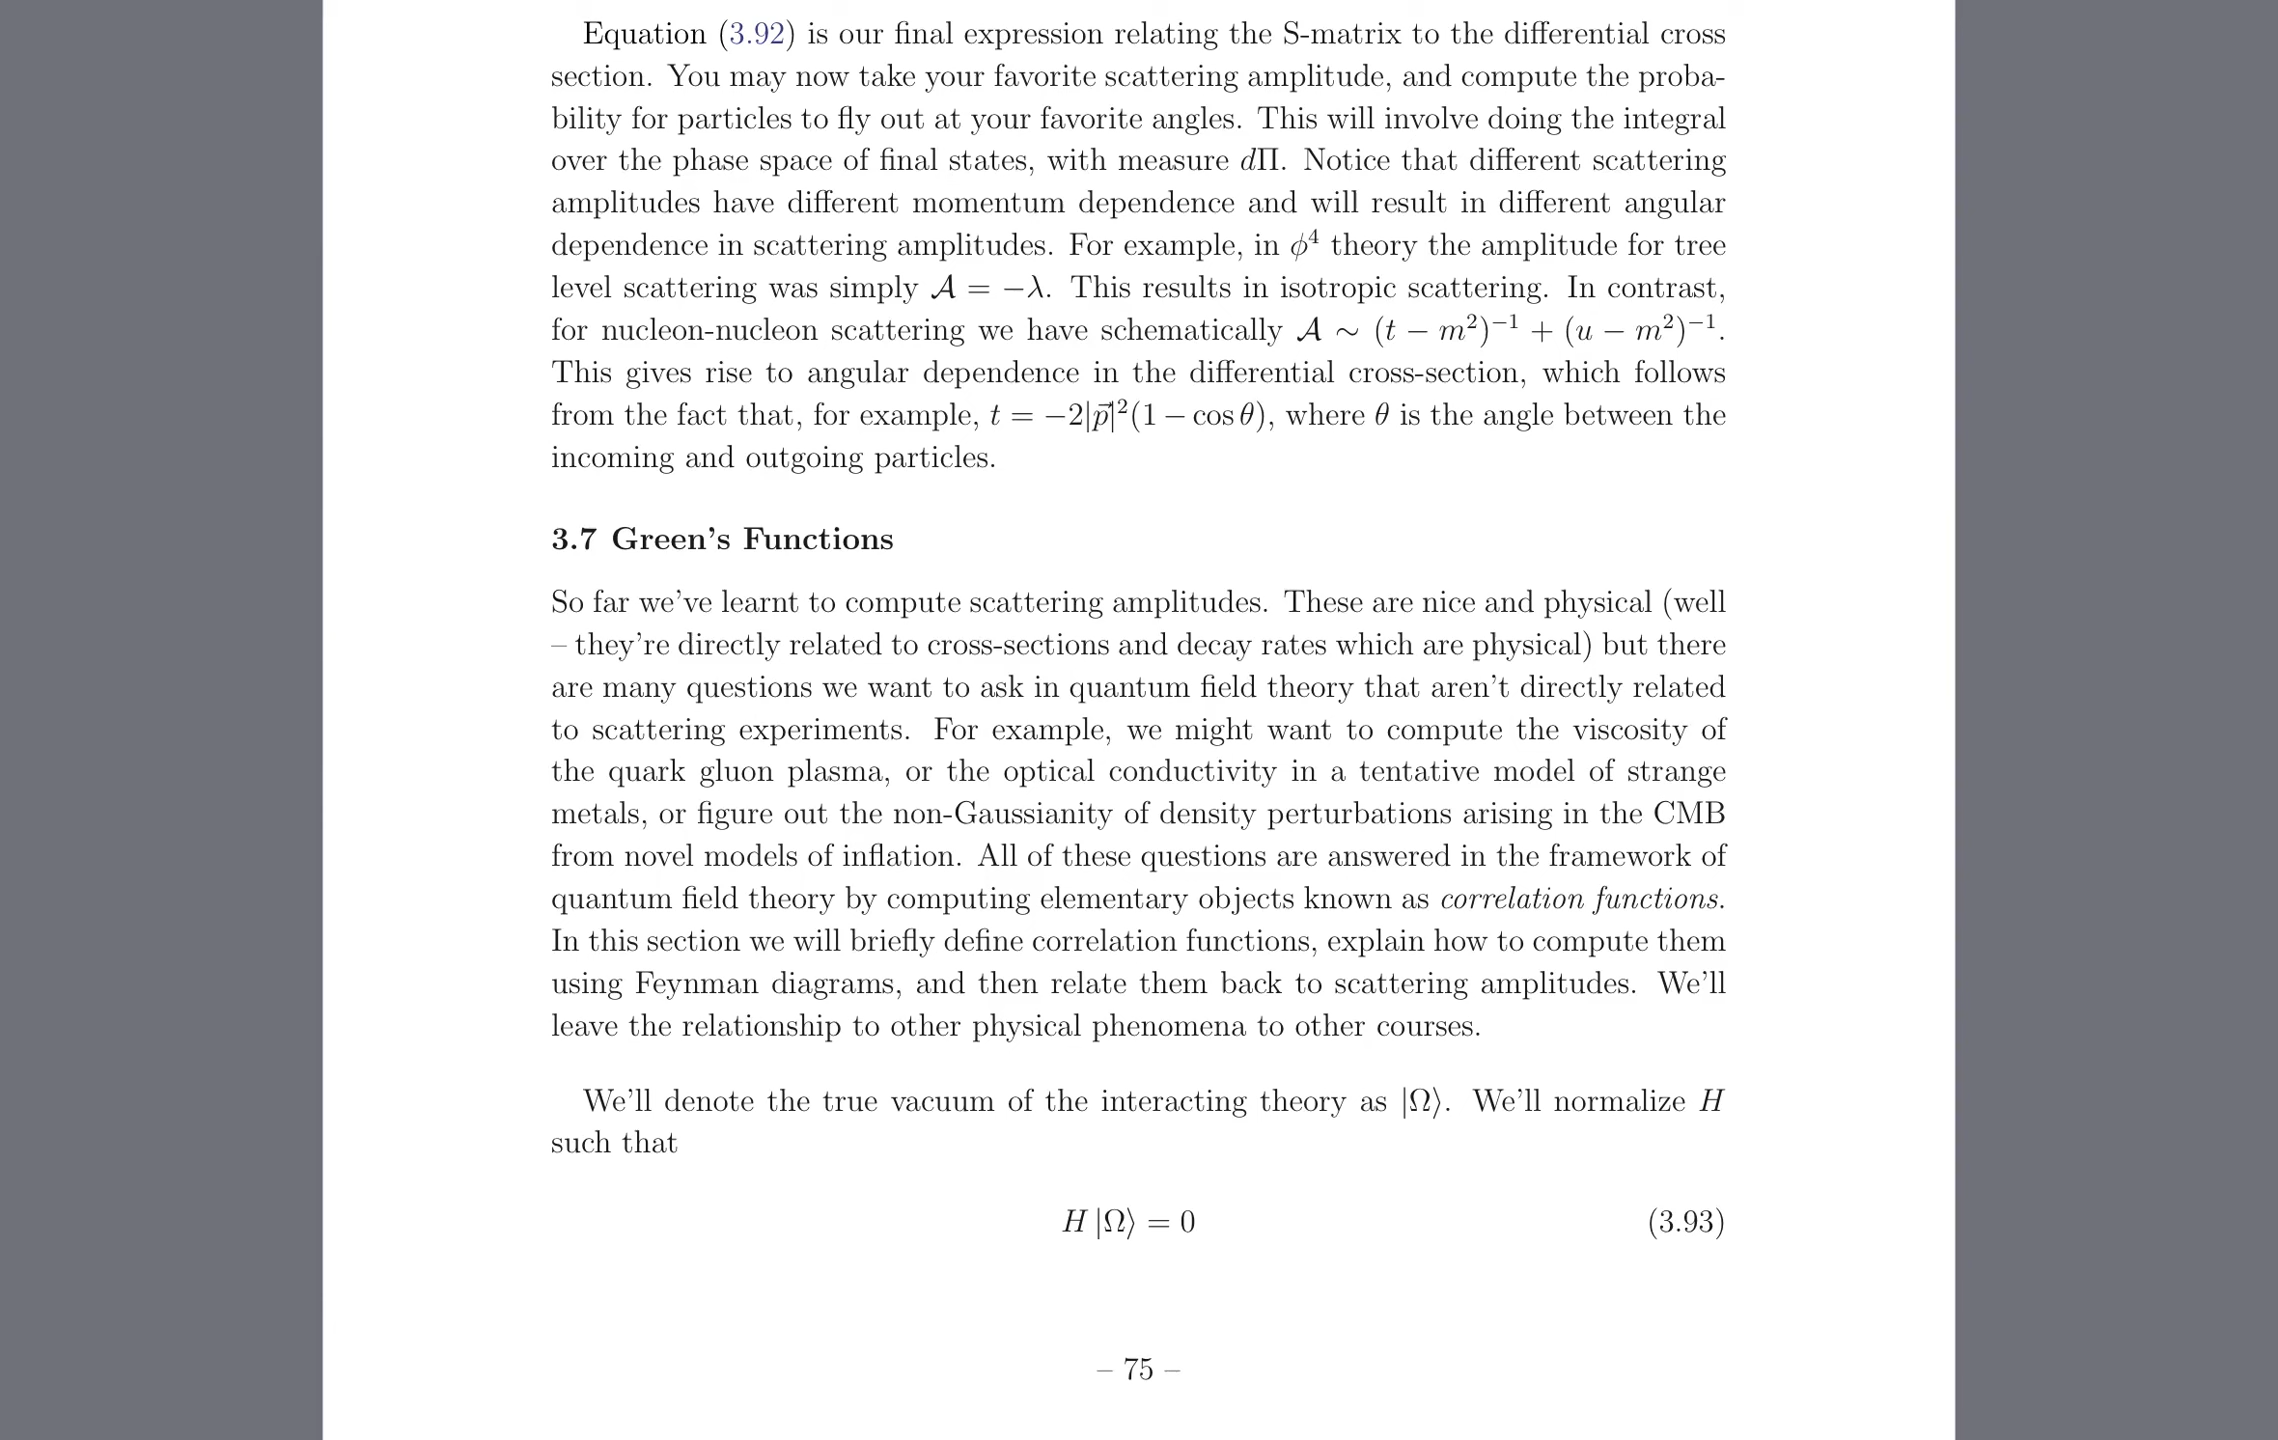 Equation (3.92) is our final expression relating the S-matrix to the differential cross
section. You may now take your favorite scattering amplitude, and compute the proba-
bility for particles to fly out at your favorite angles. This will involve doing the integral
over the phase space of final states, with measure dΠ. Notice that different scattering
amplitudes have different momentum dependence and will result in different angular
dependence in scattering amplitudes. For example, in ϕ⁴ theory the amplitude for tree
level scattering was simply 𝒜 = −λ. This results in isotropic scattering. In contrast,
for nucleon-nucleon scattering we have schematically 𝒜 ∼ (t − m²)⁻¹ + (u − m²)⁻¹.
This gives rise to angular dependence in the differential cross-section, which follows
from the fact that, for example, t = −2|p⃗|²(1 − cos θ), where θ is the angle between the
incoming and outgoing particles.
3.7 Green's Functions
So far we've learnt to compute scattering amplitudes. These are nice and physical (well
– they're directly related to cross-sections and decay rates which are physical) but there
are many questions we want to ask in quantum field theory that aren't directly related
to scattering experiments. For example, we might want to compute the viscosity of
the quark gluon plasma, or the optical conductivity in a tentative model of strange
metals, or figure out the non-Gaussianity of density perturbations arising in the CMB
from novel models of inflation. All of these questions are answered in the framework of
quantum field theory by computing elementary objects known as correlation functions.
In this section we will briefly define correlation functions, explain how to compute them
using Feynman diagrams, and then relate them back to scattering amplitudes. We'll
leave the relationship to other physical phenomena to other courses.
We'll denote the true vacuum of the interacting theory as |Ω⟩. We'll normalize H
such that
H |Ω⟩ = 0 (3.93)
– 75 –